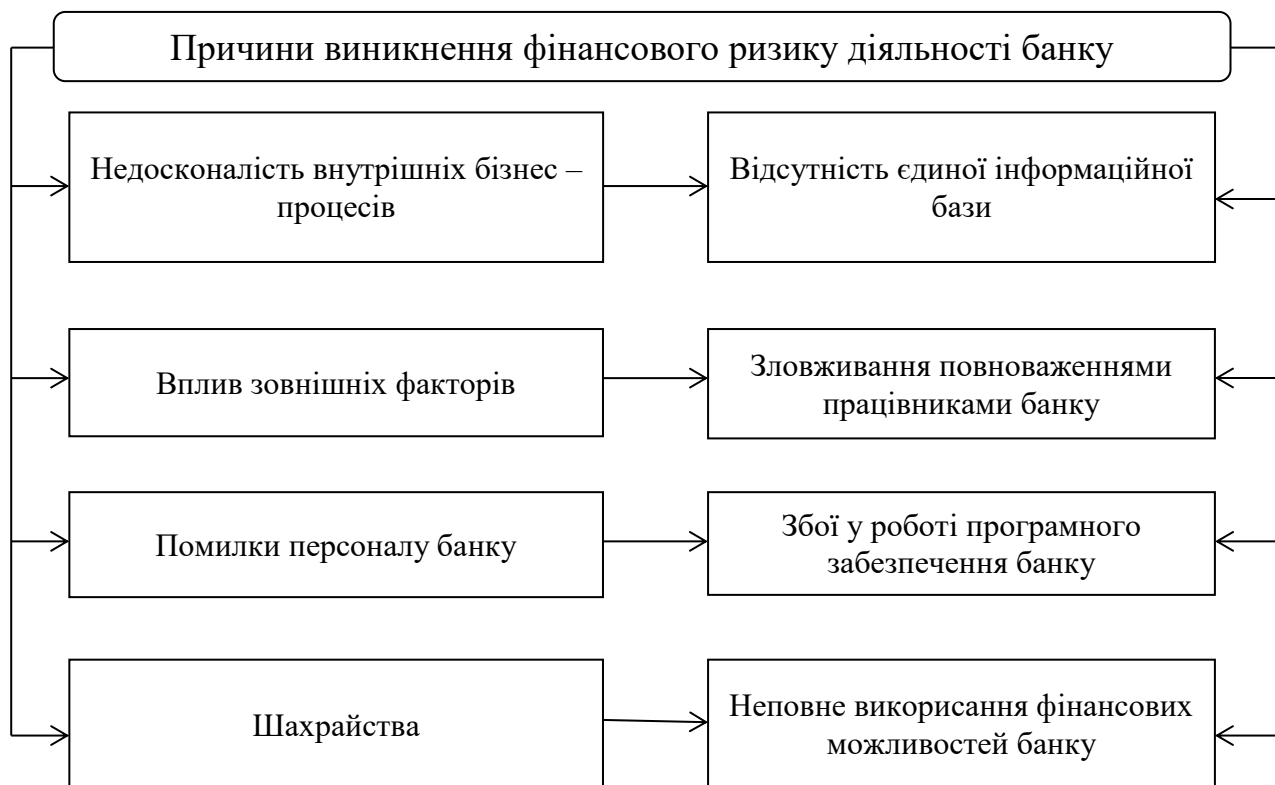 Причини виникнення фінансового ризику діяльності банку
Недосконалість внутрішніх бізнес –
процесів
Відсутність єдиної інформаційної
бази
Вплив зовнішніх факторів
Зловживання повноваженнями
працівниками банку
Помилки персоналу банку
Збої у роботі програмного
забезпечення банку
Шахрайства
Неповне викорисання фінансових
можливостей банку